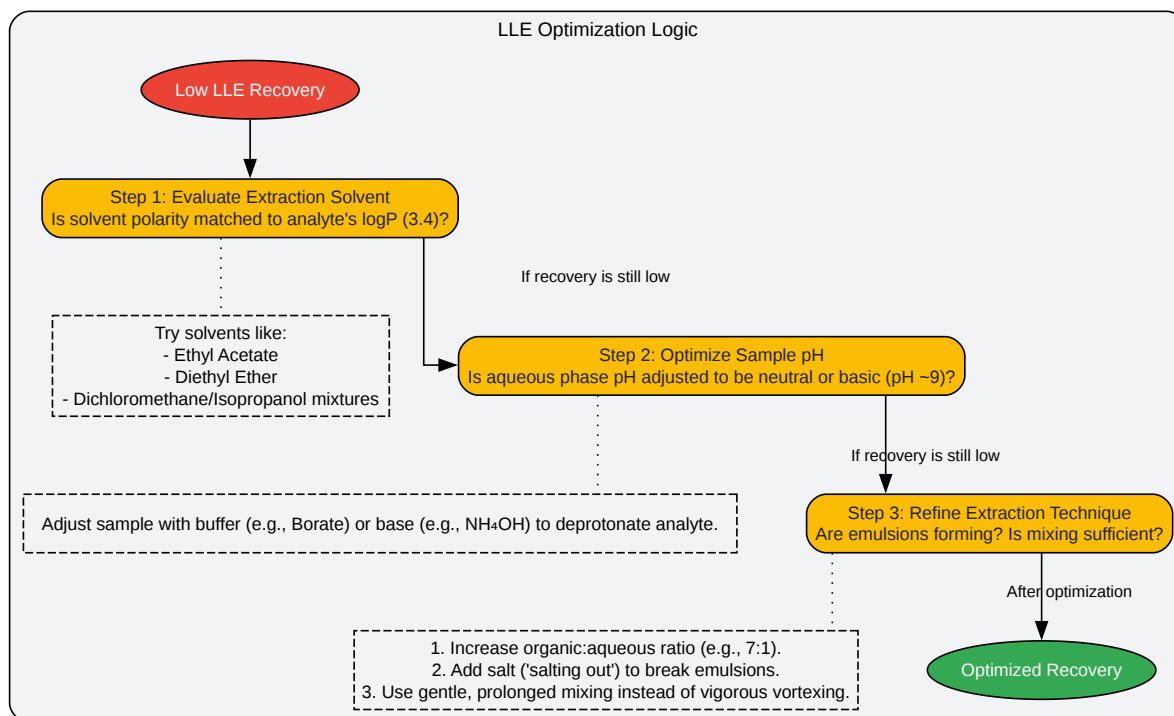 LLE Optimization Logic
Low LLE Recovery
Step 1: Evaluate Extraction Solvent
Is solvent polarity matched to analyte's logP (3.4)?
If recovery is still low
Try solvents like:
- Ethyl Acetate
- Diethyl Ether
- Dichloromethane/Isopropanol mixtures
Step 2: Optimize Sample pH
Is aqueous phase pH adjusted to be neutral or basic (pH ~9)?
If recovery is still low
Adjust sample with buffer (e.g., Borate) or base (e.g., NH₄OH) to deprotonate analyte.
Step 3: Refine Extraction Technique
Are emulsions forming? Is mixing sufficient?
After optimization
1. Increase organic:aqueous ratio (e.g., 7:1).
2. Add salt ('salting out') to break emulsions.
3. Use gentle, prolonged mixing instead of vigorous vortexing.
Optimized Recovery